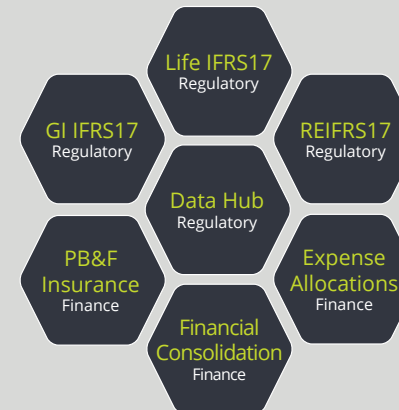 Life IFRS17
Regulatory
GI IFRS17
Regulatory
REIFRS17
Regulatory
Data Hub
Regulatory
PB&F
Insurance
Finance
Expense
Allocations
Finance
Financial
Consolidation
Finance